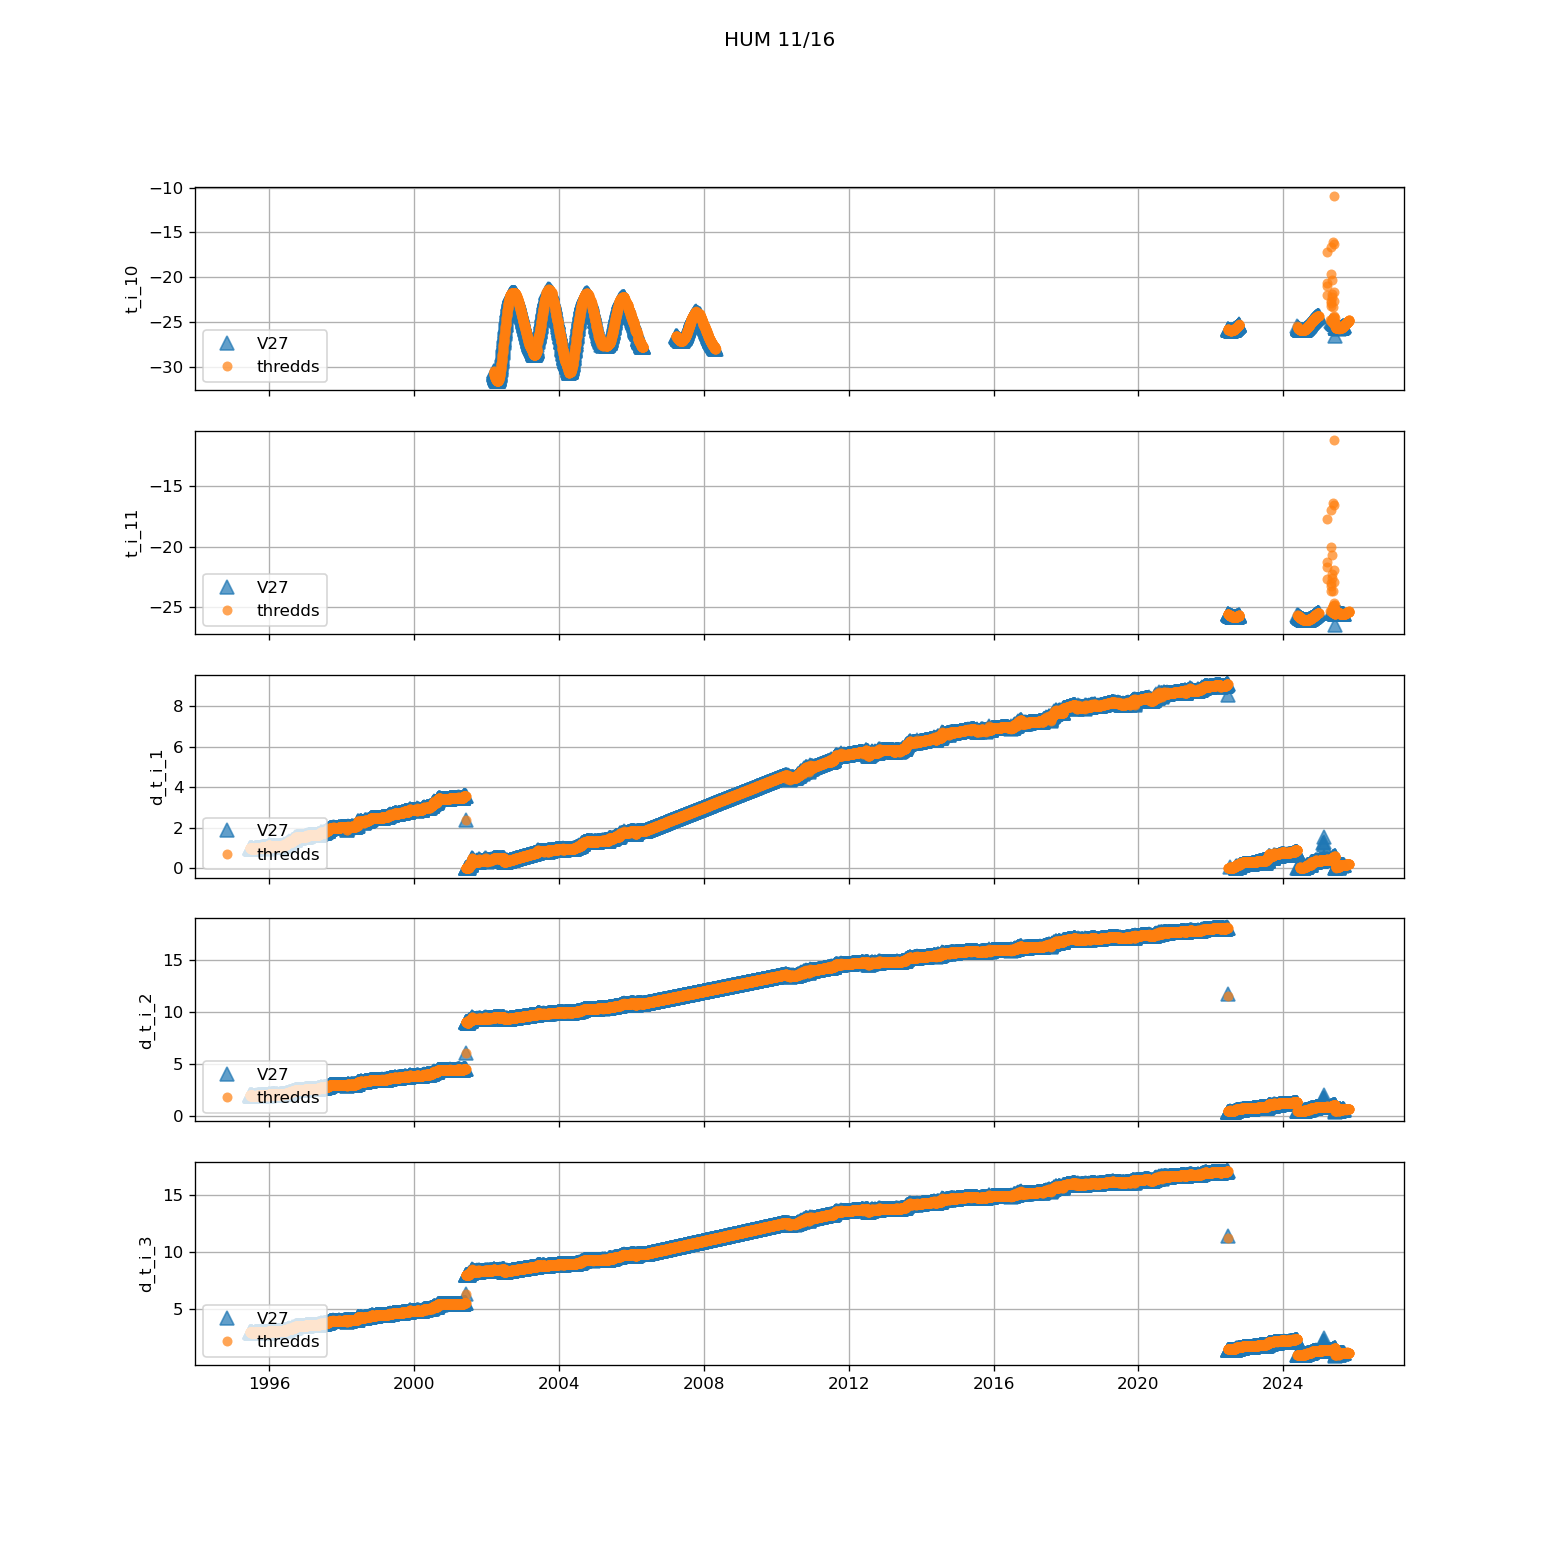 HUM 11/16
−10
−15
−20
−25
−30
t_i_10
V27
thredds
−15
−20
−25
t_i_11
V27
thredds
8
6
4
2
0
d_t_i_1
V27
thredds
15
10
5
0
d_t_i_2
V27
thredds
15
10
5
d_t_i_3
V27
thredds
1996 2000 2004 2008 2012 2016 2020 2024